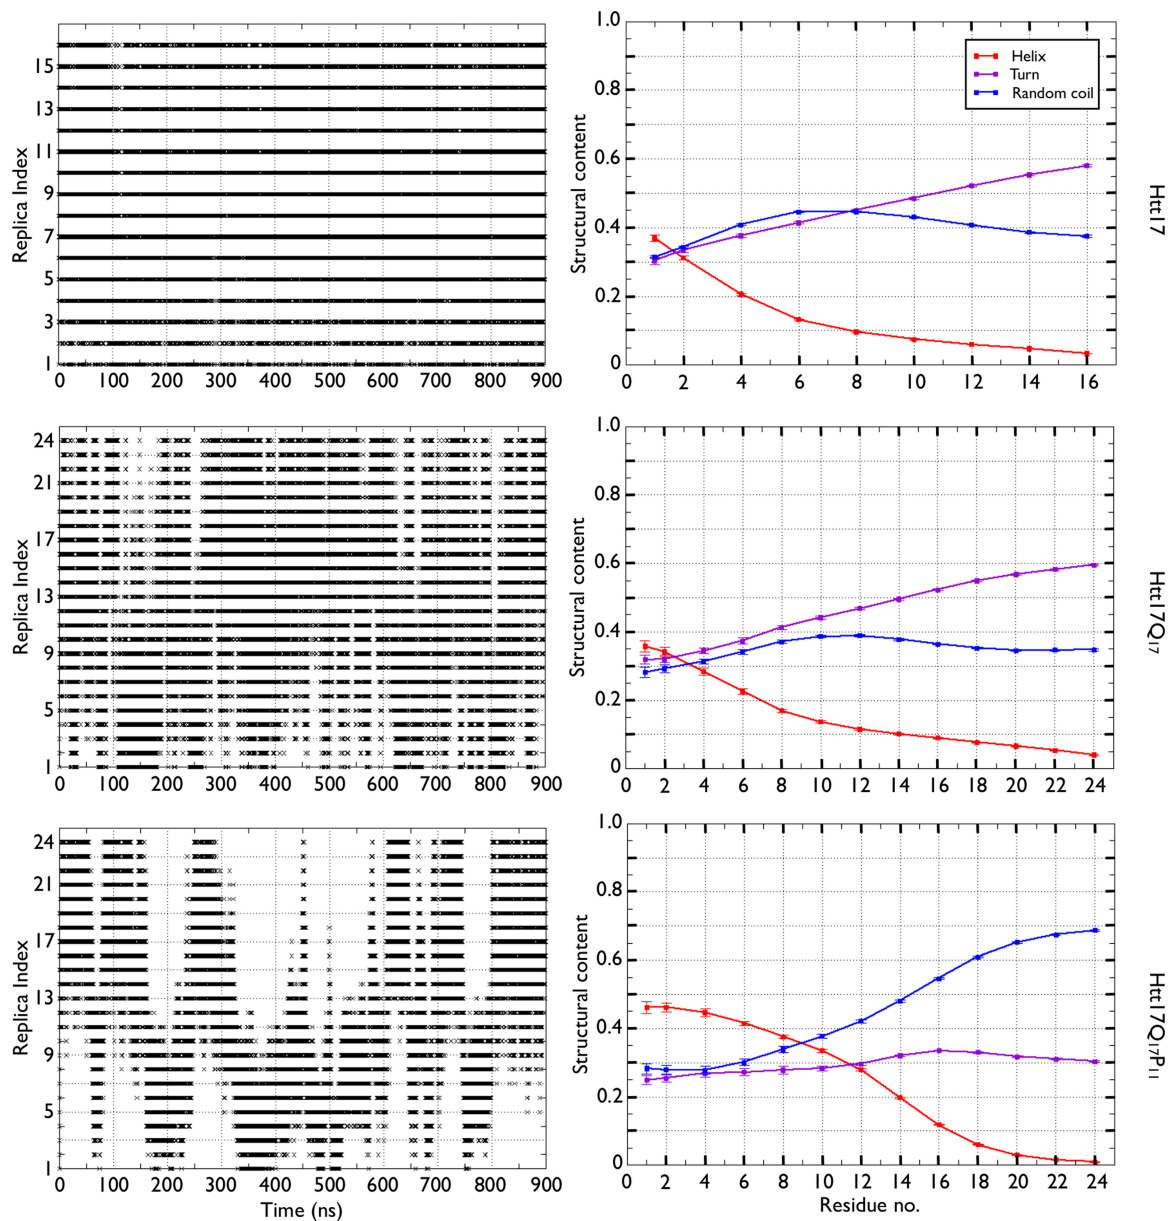 Replica Index
15
13
11
9
7
5
3
1
0 100 200 300 400 500 600 700 800 900
Structural content
1.0
0.8
0.6
0.4
0.2
0
0 2 4 6 8 10 12 14 16
Helix
Turn
Random coil
Htt17
Replica Index
24
21
17
13
9
5
1
0 100 200 300 400 500 600 700 800 900
Structural content
1.0
0.8
0.6
0.4
0.2
0
0 2 4 6 8 10 12 14 16 18 20 22 24
Htt17Q₁₇
Replica Index
24
21
17
13
9
5
1
0 100 200 300 400 500 600 700 800 900
Time (ns)
Structural content
1.0
0.8
0.6
0.4
0.2
0
0 2 4 6 8 10 12 14 16 18 20 22 24
Residue no.
Htt17Q₁₇P₁₁